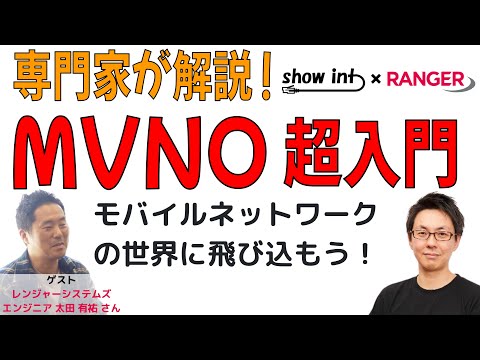 専門家が解説！
show int × RANGER
MVNO 超入門
モバイルネットワーク
の世界に飛び込もう！
ゲスト
レンジャーシステムズ
エンジニア 太田 有祐 さん